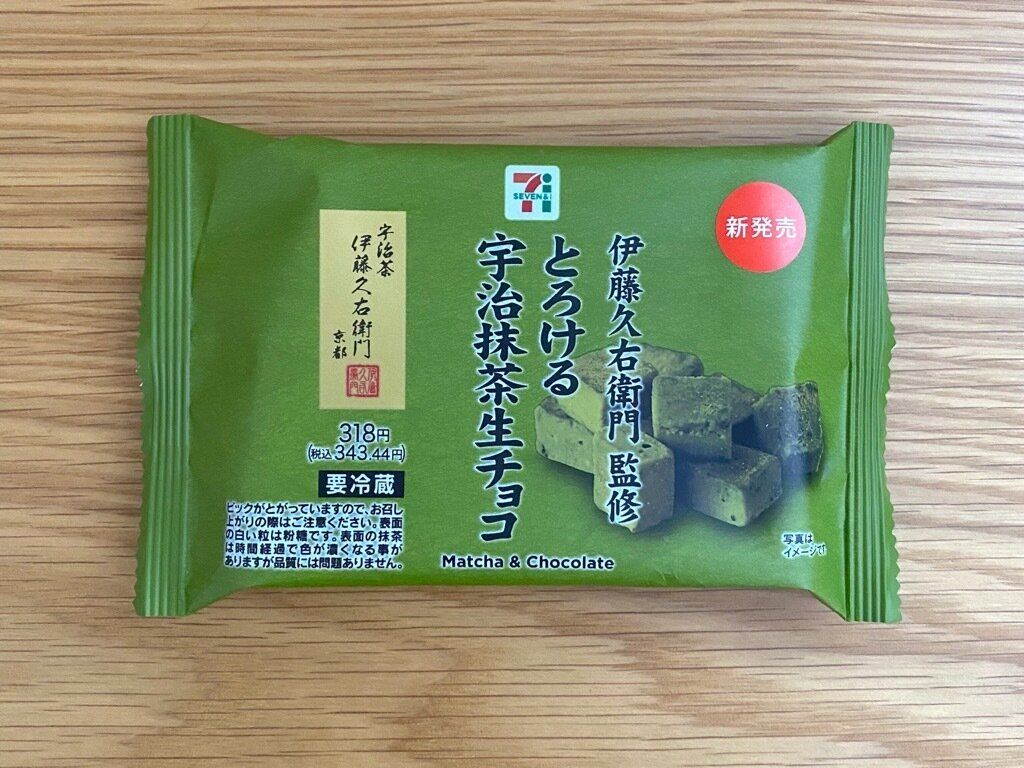 SEVEN & i
新発売
伊藤久右衛門 監修
とろける
宇治抹茶生チョコ
Matcha & Chocolate
宇治茶
伊藤久右衛門
京都
318円
(税込343.44円)
要冷蔵
ピックがとがっていますので、お召し
上がりの際はご注意ください。表面
の白い粒は粉糖です。表面の抹茶
は時間経過で色が濃くなる事が
ありますが品質には問題ありません。
写真は
イメージで